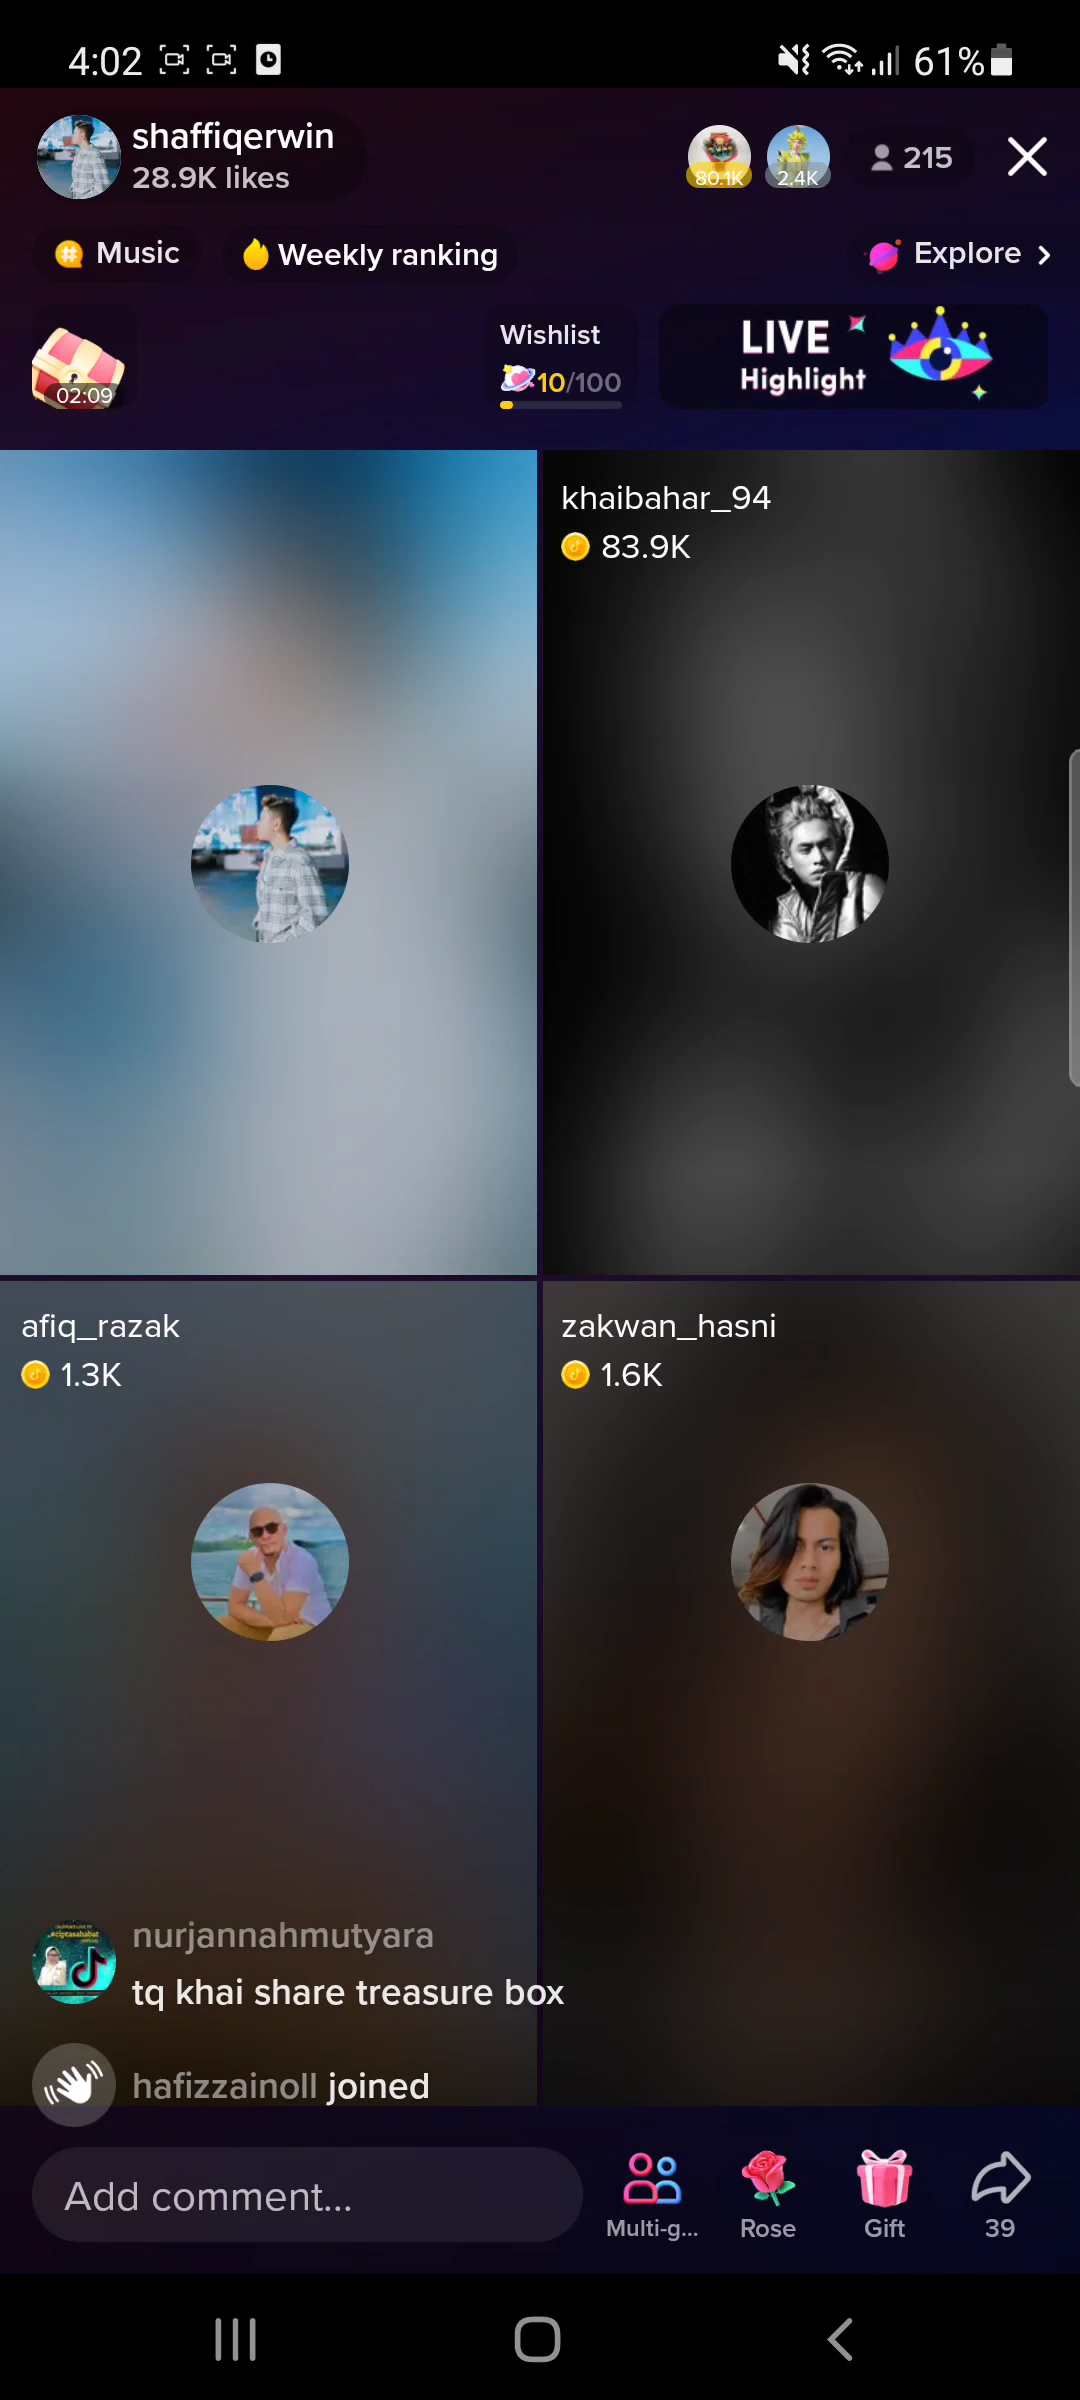 4:02
61%
shaffiqerwin
28.9K likes
80.1K
2.4K
215
Music
Weekly ranking
Explore
02:09
Wishlist
10/100
LIVE
Highlight
khaibahar_94
83.9K
afiq_razak
1.3K
zakwan_hasni
1.6K
nurjannahmutyara
tq khai share treasure box
hafizzainoll joined
Add comment...
Multi-g...
Rose
Gift
39